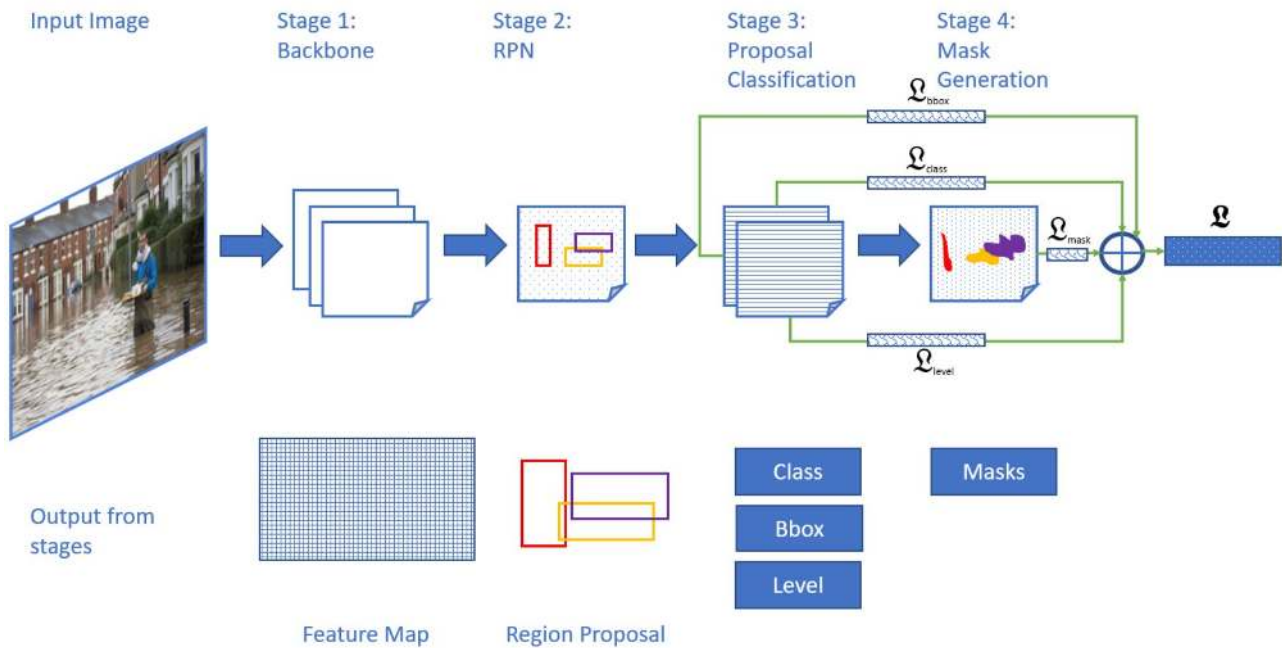 Input Image
Stage 1:
Backbone
Stage 2:
RPN
Stage 3:
Proposal
Classification
Stage 4:
Mask
Generation
𝔏bbox
𝔏class
𝔏mask
𝕷
𝔏level
Output from
stages
Class
Bbox
Level
Masks
Feature Map
Region Proposal